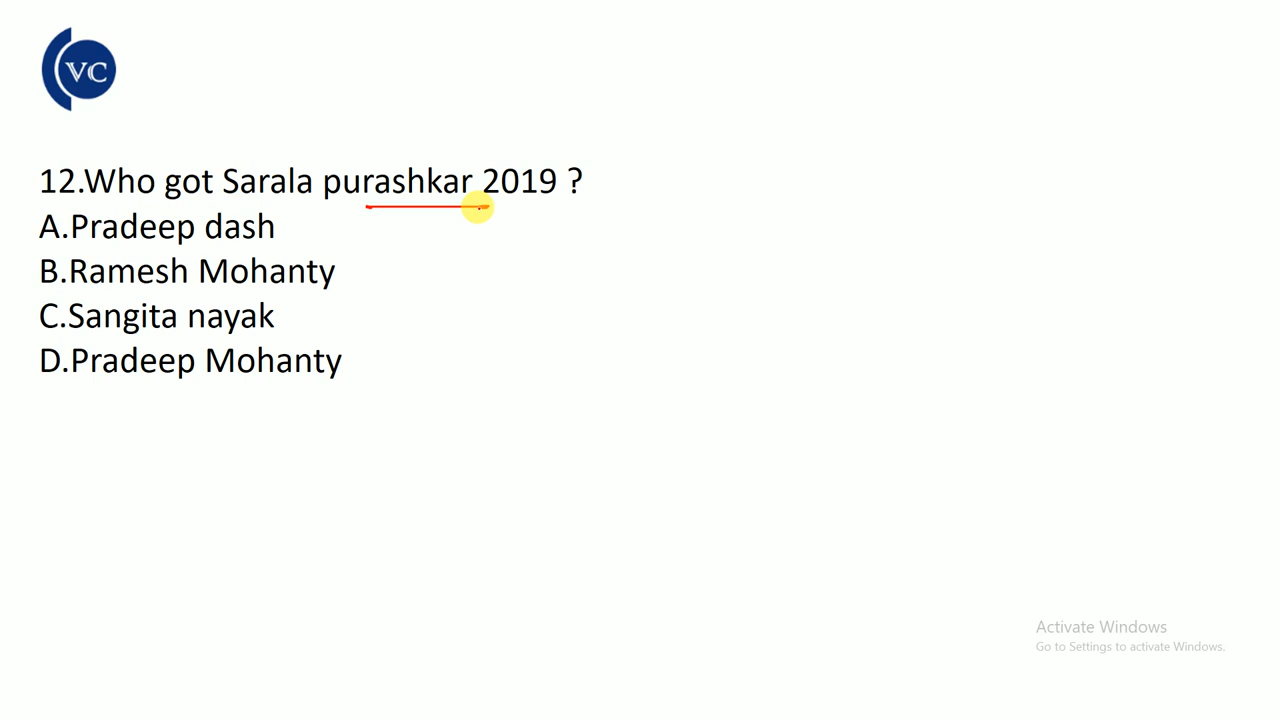 VC
12.Who got Sarala purashkar 2019 ?
A.Pradeep dash
B.Ramesh Mohanty
C.Sangita nayak
D.Pradeep Mohanty
Activate Windows
Go to Settings to activate Windows.